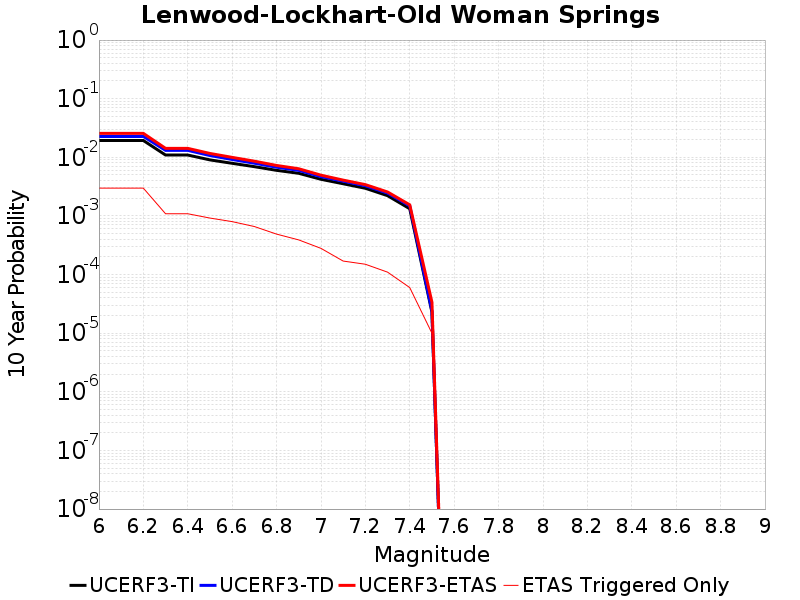 Lenwood-Lockhart-Old Woman Springs
10^0
10^-1
10^-2
10^-3
10^-4
10^-5
10^-6
10^-7
10^-8
10 Year Probability
6 6.2 6.4 6.6 6.8 7 7.2 7.4 7.6 7.8 8 8.2 8.4 8.6 8.8 9
Magnitude
UCERF3-TI UCERF3-TD UCERF3-ETAS ETAS Triggered Only